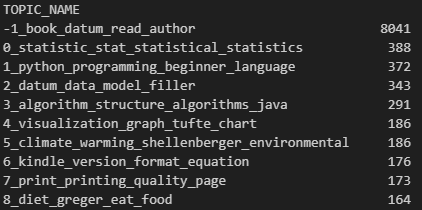 TOPIC_NAME
-1_book_datum_read_author 8041
0_statistic_stat_statistical_statistics 388
1_python_programming_beginner_language 372
2_datum_data_model_filler 343
3_algorithm_structure_algorithms_java 291
4_visualization_graph_tufte_chart 186
5_climate_warming_shellenberger_environmental 186
6_kindle_version_format_equation 176
7_print_printing_quality_page 173
8_diet_greger_eat_food 164